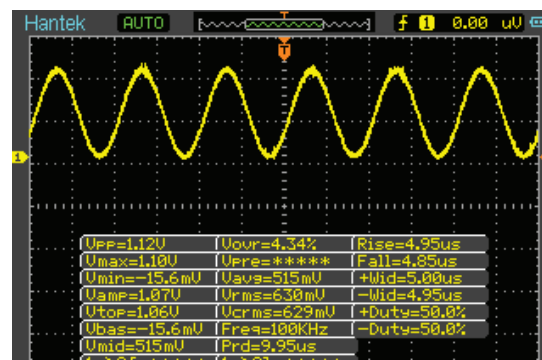 Hantek AUTO T 1 0.00 uV
T
1
Vpp=1.12V Vovr=4.34% Rise=4.95us
Vmax=1.10V Vpre=***** Fall=4.85us
Vmin=-15.6mV Vavg=515mV +Wid=5.00us
Vamp=1.07V Vrms=630mV -Wid=4.95us
Vtop=1.06V Vcrms=629mV +Duty=50.0%
Vbas=-15.6mV Freq=100KHz -Duty=50.0%
Vmid=515mV Prd=9.95us